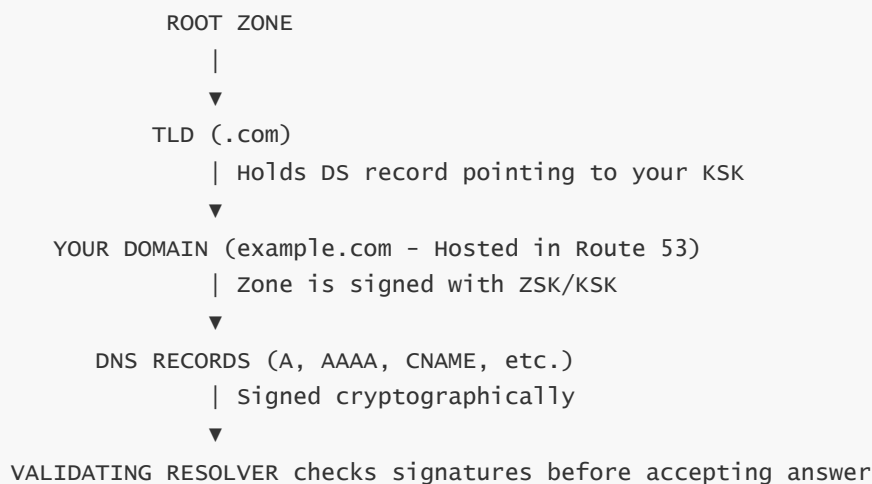 ROOT ZONE
|
▼
TLD (.com)
| Holds DS record pointing to your KSK
▼
YOUR DOMAIN (example.com - Hosted in Route 53)
| Zone is signed with ZSK/KSK
▼
DNS RECORDS (A, AAAA, CNAME, etc.)
| Signed cryptographically
▼
VALIDATING RESOLVER checks signatures before accepting answer